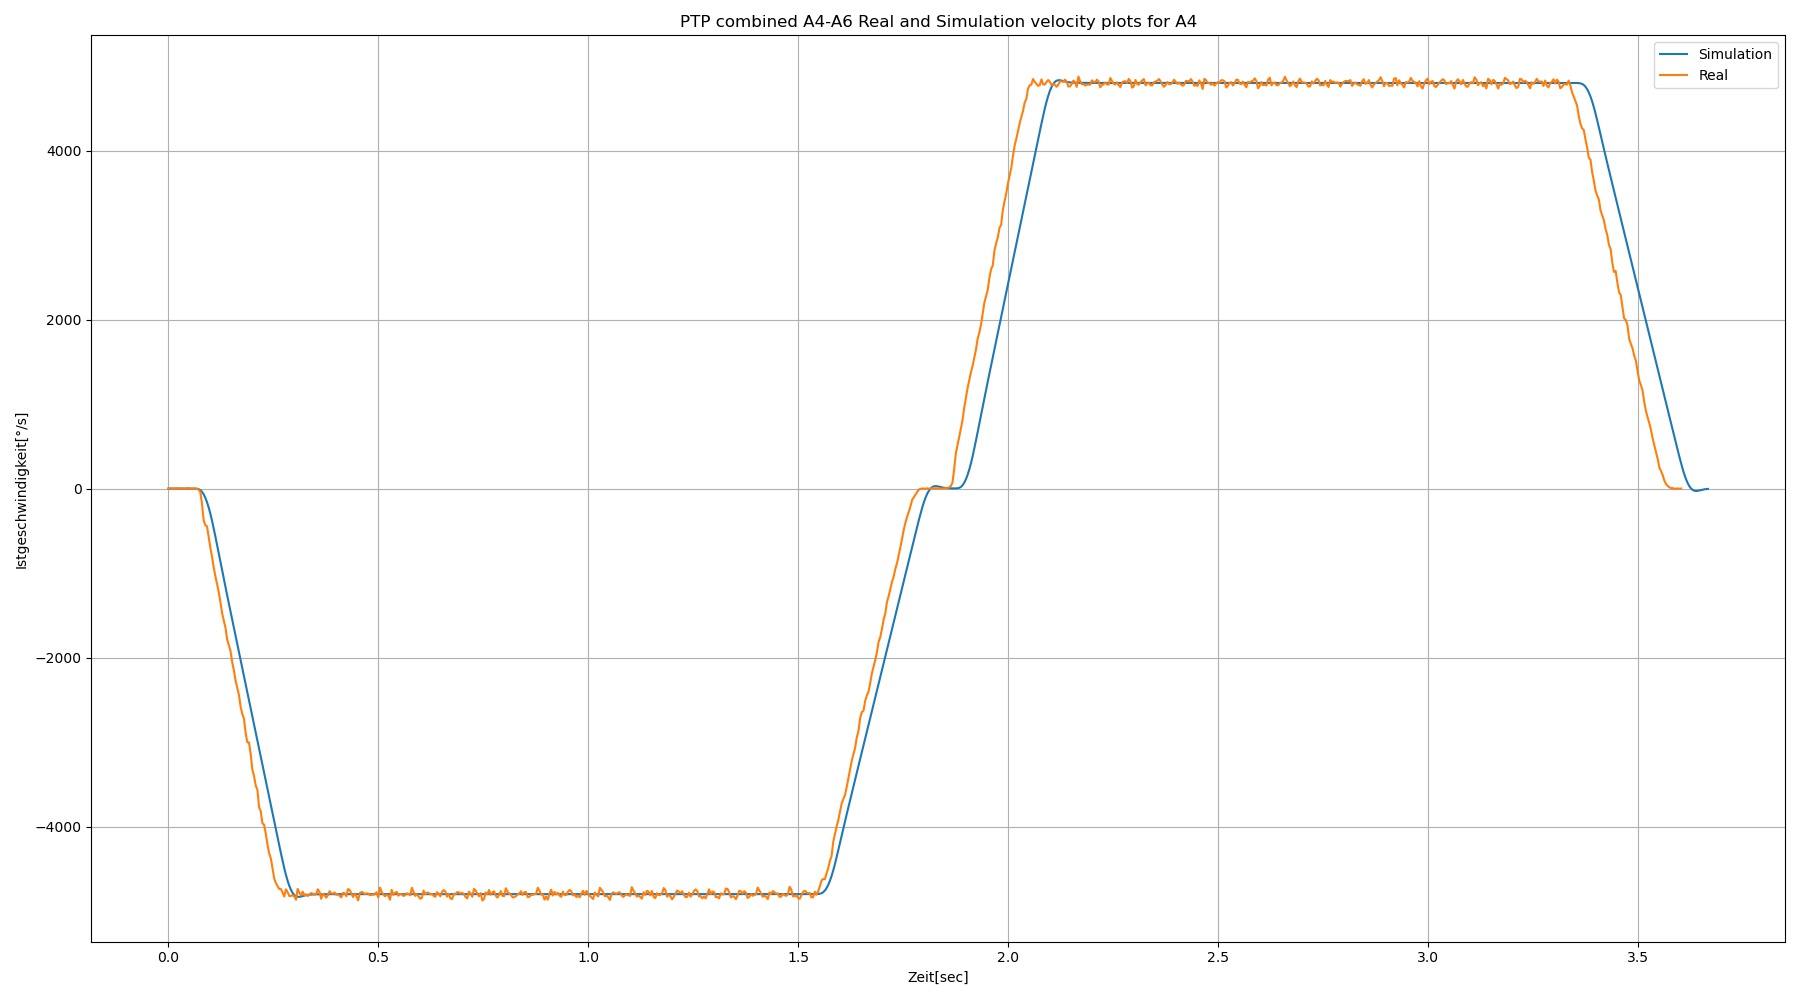 PTP combined A4-A6 Real and Simulation velocity plots for A4
Simulation
Real
4000
2000
0
−2000
−4000
Istgeschwindigkeit[°/s]
0.0 0.5 1.0 1.5 2.0 2.5 3.0 3.5
Zeit[sec]